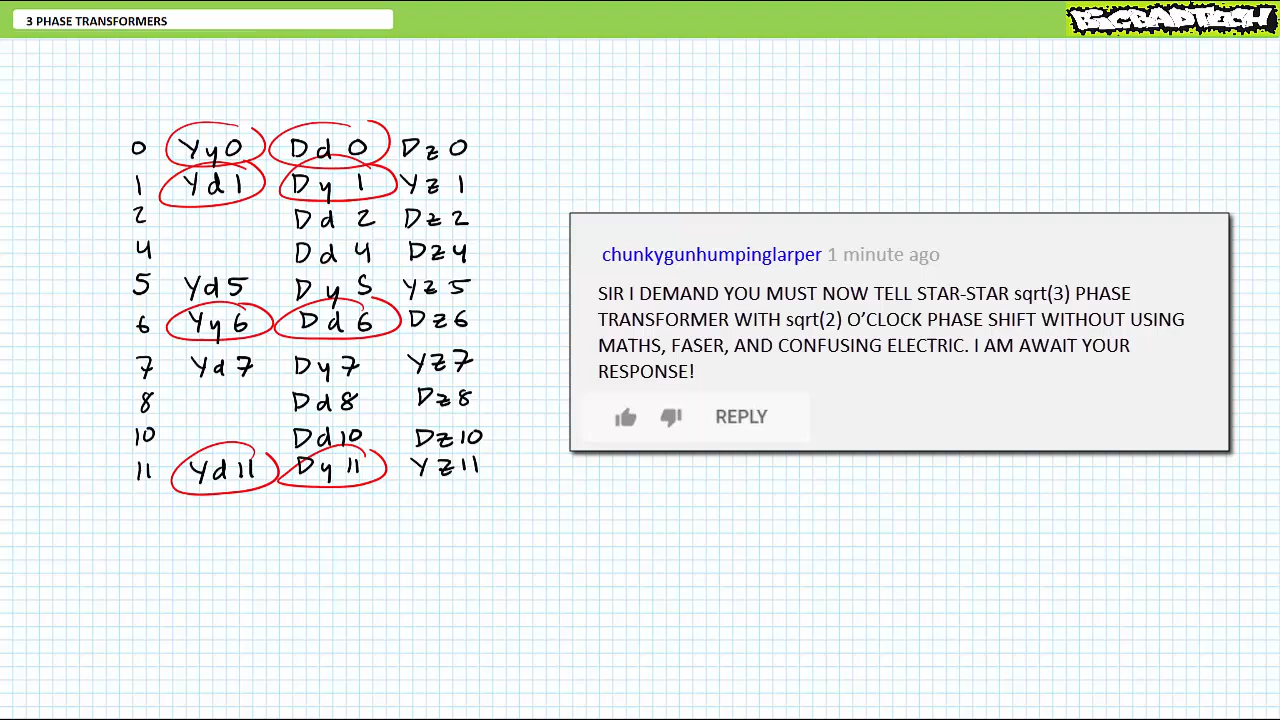 3 PHASE TRANSFORMERS
BIGBADTECH
0 Yy0 Dd0 Dz0
1 Yd1 Dy1 Yz1
2 Dd2 Dz2
4 Dd4 Dz4
5 Yd5 Dy5 Yz5
6 Yy6 Dd6 Dz6
7 Yd7 Dy7 Yz7
8 Dd8 Dz8
10 Dd10 Dz10
11 Yd11 Dy11 Yz11
chunkygunhumpinglarper 1 minute ago
SIR I DEMAND YOU MUST NOW TELL STAR-STAR sqrt(3) PHASE
TRANSFORMER WITH sqrt(2) O'CLOCK PHASE SHIFT WITHOUT USING
MATHS, FASER, AND CONFUSING ELECTRIC. I AM AWAIT YOUR
RESPONSE!
REPLY